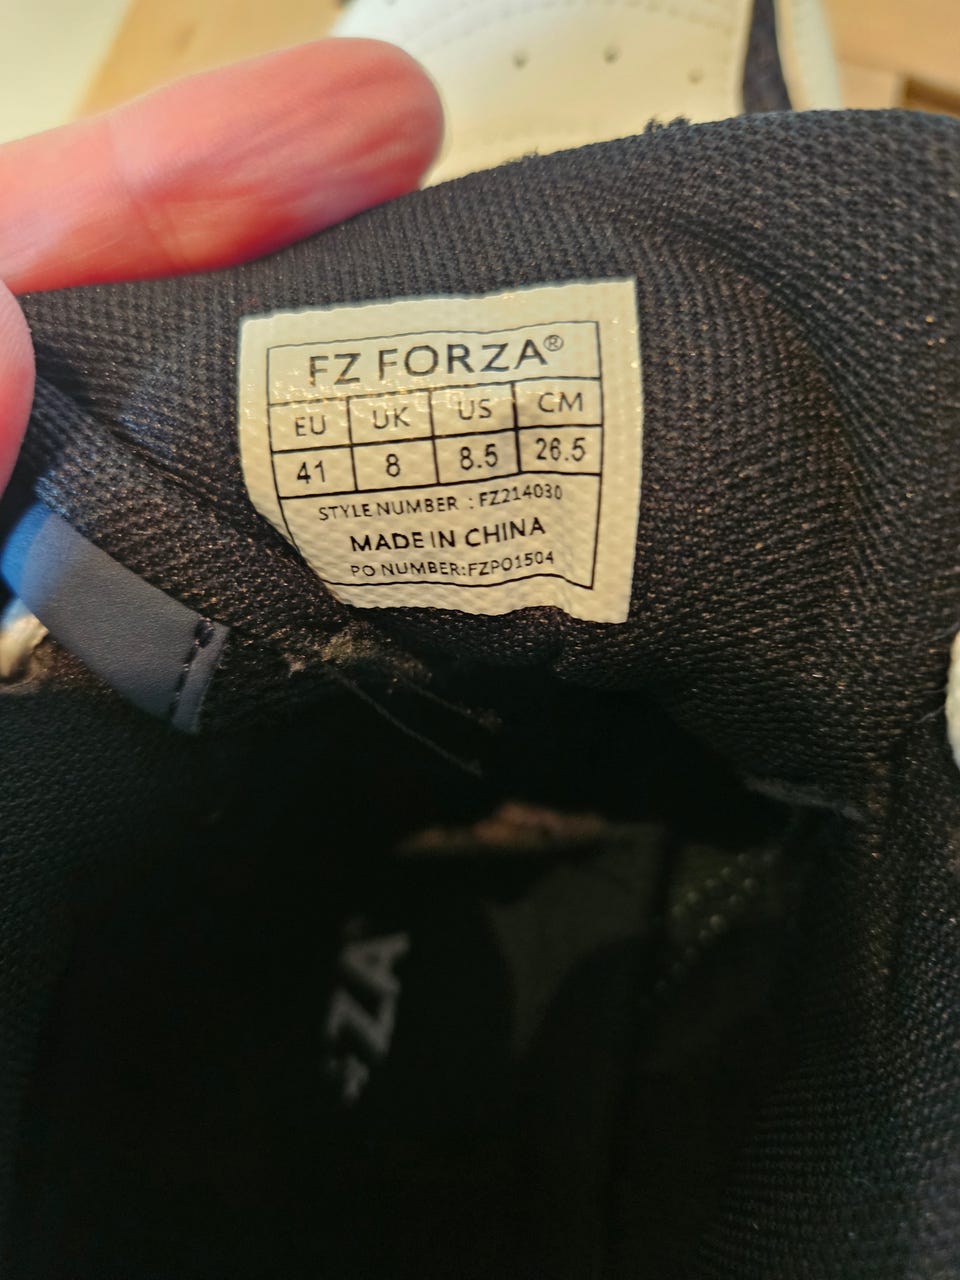 FZ FORZA®
EU UK US CM
41 8 8.5 26.5
STYLE NUMBER : FZ214030
MADE IN CHINA
PO NUMBER:FZPO1504
ZA